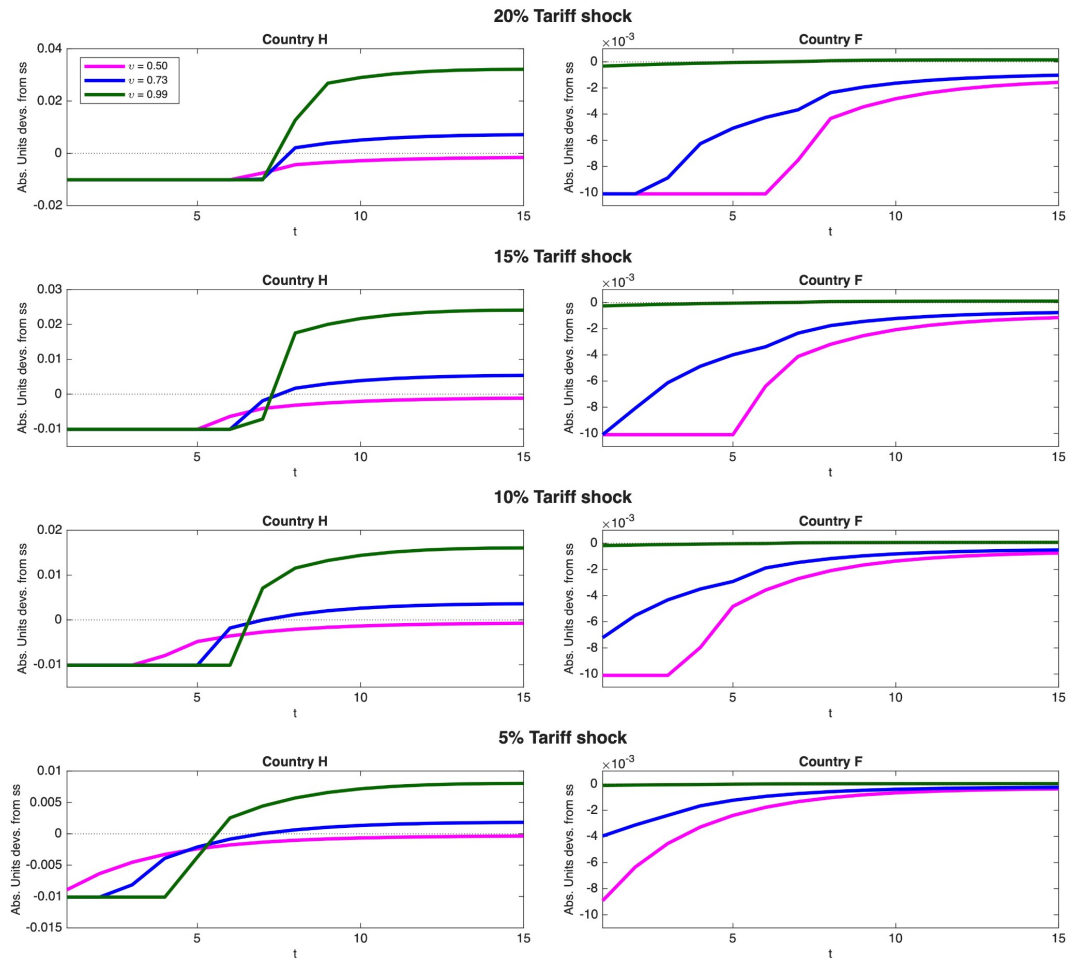 20% Tariff shock
Country H
Abs. Units devs. from ss
0.04
0.02
0
-0.02
υ = 0.50
υ = 0.73
υ = 0.99
5
10
15
t
Country F
×10⁻³
Abs. Units devs. from ss
0
-2
-4
-6
-8
-10
5
10
15
t
15% Tariff shock
Country H
Abs. Units devs. from ss
0.03
0.02
0.01
0
-0.01
5
10
15
t
Country F
×10⁻³
Abs. Units devs. from ss
0
-2
-4
-6
-8
-10
5
10
15
t
10% Tariff shock
Country H
Abs. Units devs. from ss
0.02
0.01
0
-0.01
5
10
15
t
Country F
×10⁻³
Abs. Units devs. from ss
0
-2
-4
-6
-8
-10
5
10
15
t
5% Tariff shock
Country H
Abs. Units devs. from ss
0.01
0.005
0
-0.005
-0.01
-0.015
5
10
15
t
Country F
×10⁻³
Abs. Units devs. from ss
0
-2
-4
-6
-8
-10
5
10
15
t